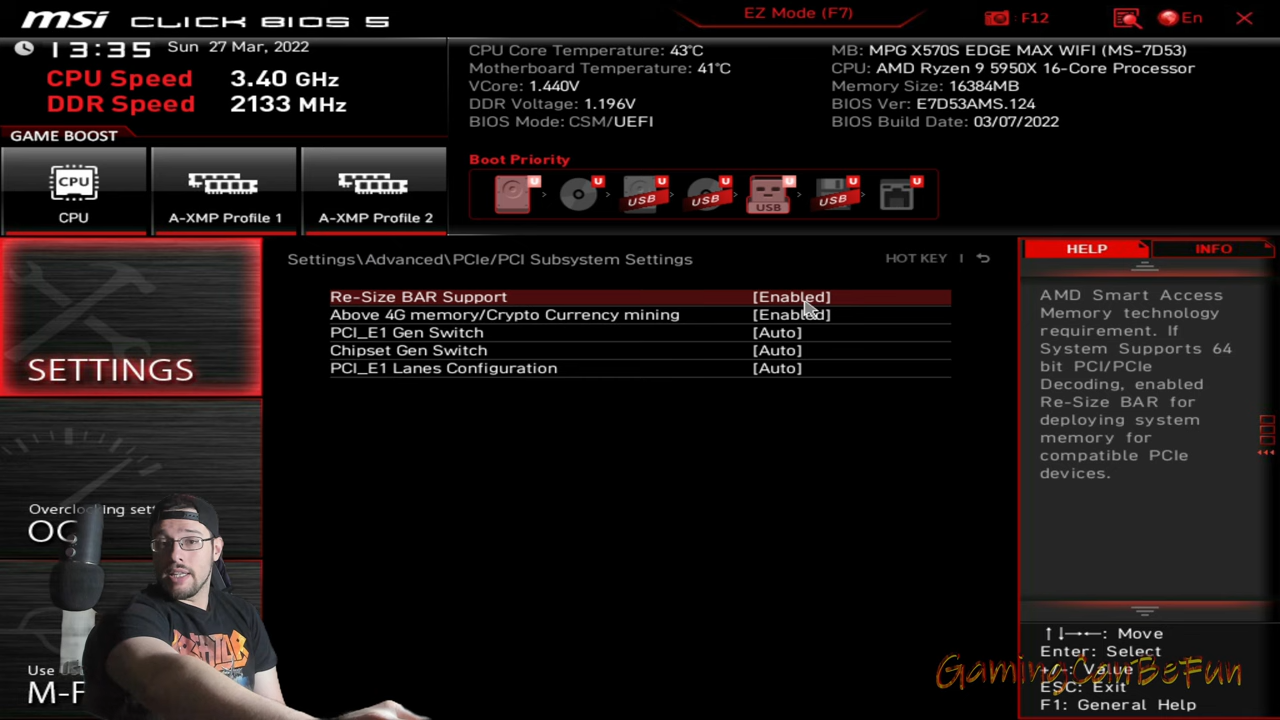 msi CLICK BIOS 5
EZ Mode (F7)
: F12
En
13:35 Sun 27 Mar, 2022
CPU Speed 3.40 GHz
DDR Speed 2133 MHz
CPU Core Temperature: 43°C
Motherboard Temperature: 41°C
VCore: 1.440V
DDR Voltage: 1.196V
BIOS Mode: CSM/UEFI
MB: MPG X570S EDGE MAX WIFI (MS-7D53)
CPU: AMD Ryzen 9 5950X 16-Core Processor
Memory Size: 16384MB
BIOS Ver: E7D53AMS.124
BIOS Build Date: 03/07/2022
GAME BOOST
CPU
CPU
A-XMP Profile 1
A-XMP Profile 2
Boot Priority
U U U U U U U
USB USB USB USB
SETTINGS
Overclocking set
OC
Use
M-F
Settings\Advanced\PCIe/PCI Subsystem Settings
HOT KEY |
Re-Size BAR Support [Enabled]
Above 4G memory/Crypto Currency mining [Enabled]
PCI_E1 Gen Switch [Auto]
Chipset Gen Switch [Auto]
PCI_E1 Lanes Configuration [Auto]
HELP
INFO
AMD Smart Access
Memory technology
requirement. If
System Supports 64
bit PCI/PCIe
Decoding, enabled
Re-Size BAR for
deploying system
memory for
compatible PCIe
devices.
↑↓→←: Move
Enter: Select
+/-: Value
ESC: Exit
F1: General Help
GamingCanBeFun